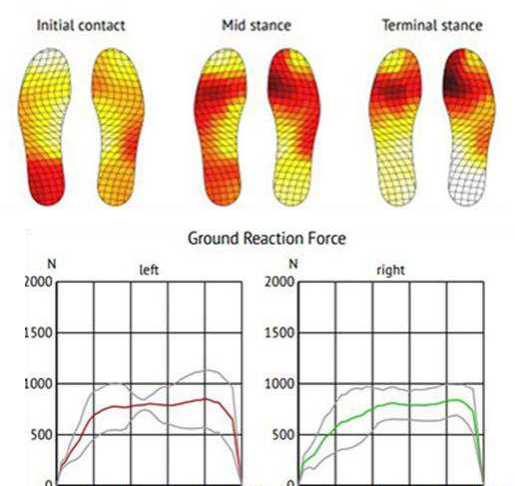 Initial contact
Mid stance
Terminal stance
Ground Reaction Force
N
left
N
right
2000
2000
1500
1500
1000
1000
500
500
0
0